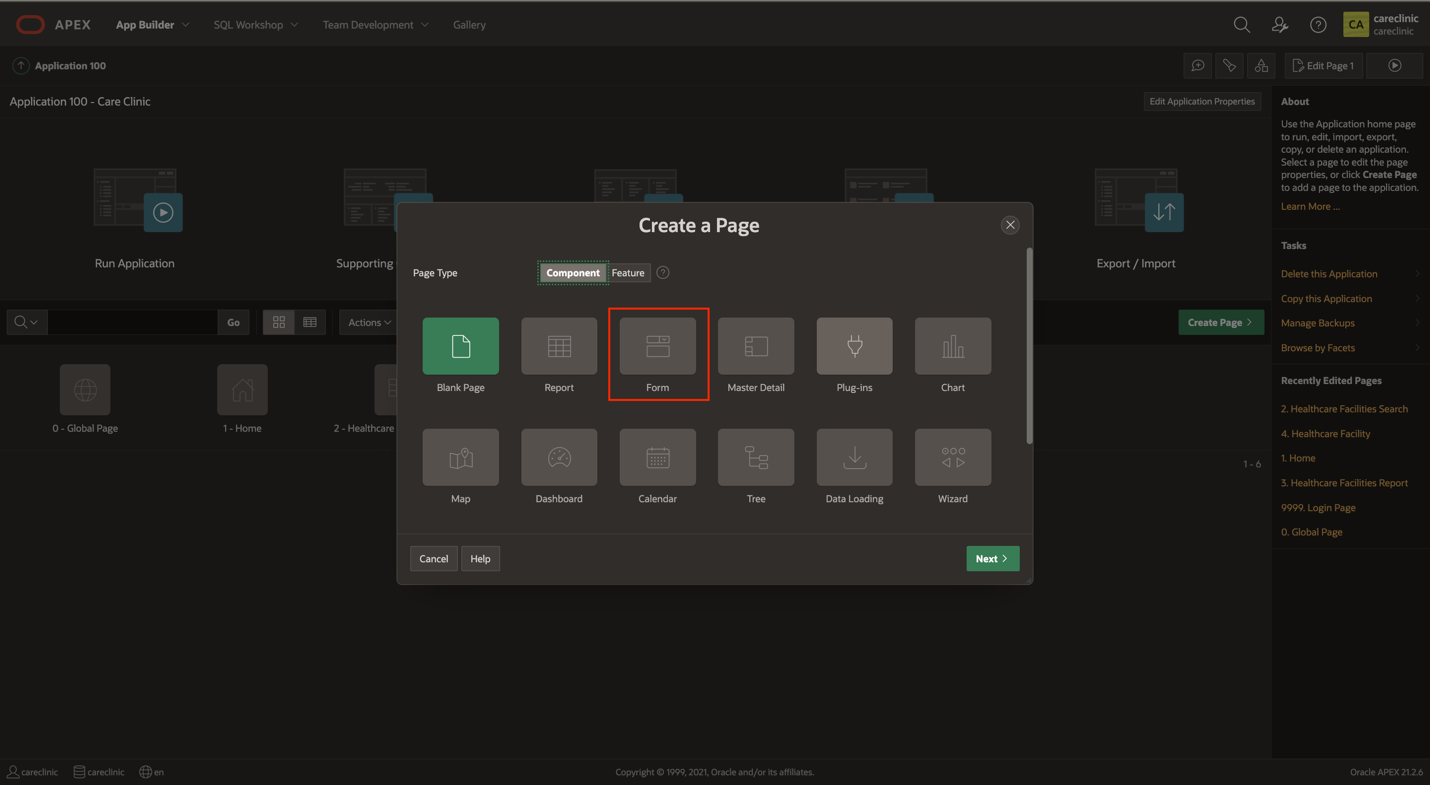 APEX
App Builder
SQL Workshop
Team Development
Gallery
CA
careclinic
careclinic
Application 100
Edit Page 1
Application 100 - Care Clinic
Edit Application Properties
Run Application
Supporting
Export / Import
Go
Actions
Create Page
0 - Global Page
1 - Home
2 - Healthcare
1 - 6
Create a Page
Page Type
Component
Feature
Blank Page
Report
Form
Master Detail
Plug-ins
Chart
Map
Dashboard
Calendar
Tree
Data Loading
Wizard
Cancel
Help
Next
About
Use the Application home page
to run, edit, import, export,
copy, or delete an application.
Select a page to edit the page
properties, or click Create Page
to add a page to the application.
Learn More ...
Tasks
Delete this Application
Copy this Application
Manage Backups
Browse by Facets
Recently Edited Pages
2. Healthcare Facilities Search
4. Healthcare Facility
1. Home
3. Healthcare Facilities Report
9999. Login Page
0. Global Page
careclinic
careclinic
en
Copyright © 1999, 2021, Oracle and/or its affiliates.
Oracle APEX 21.2.6